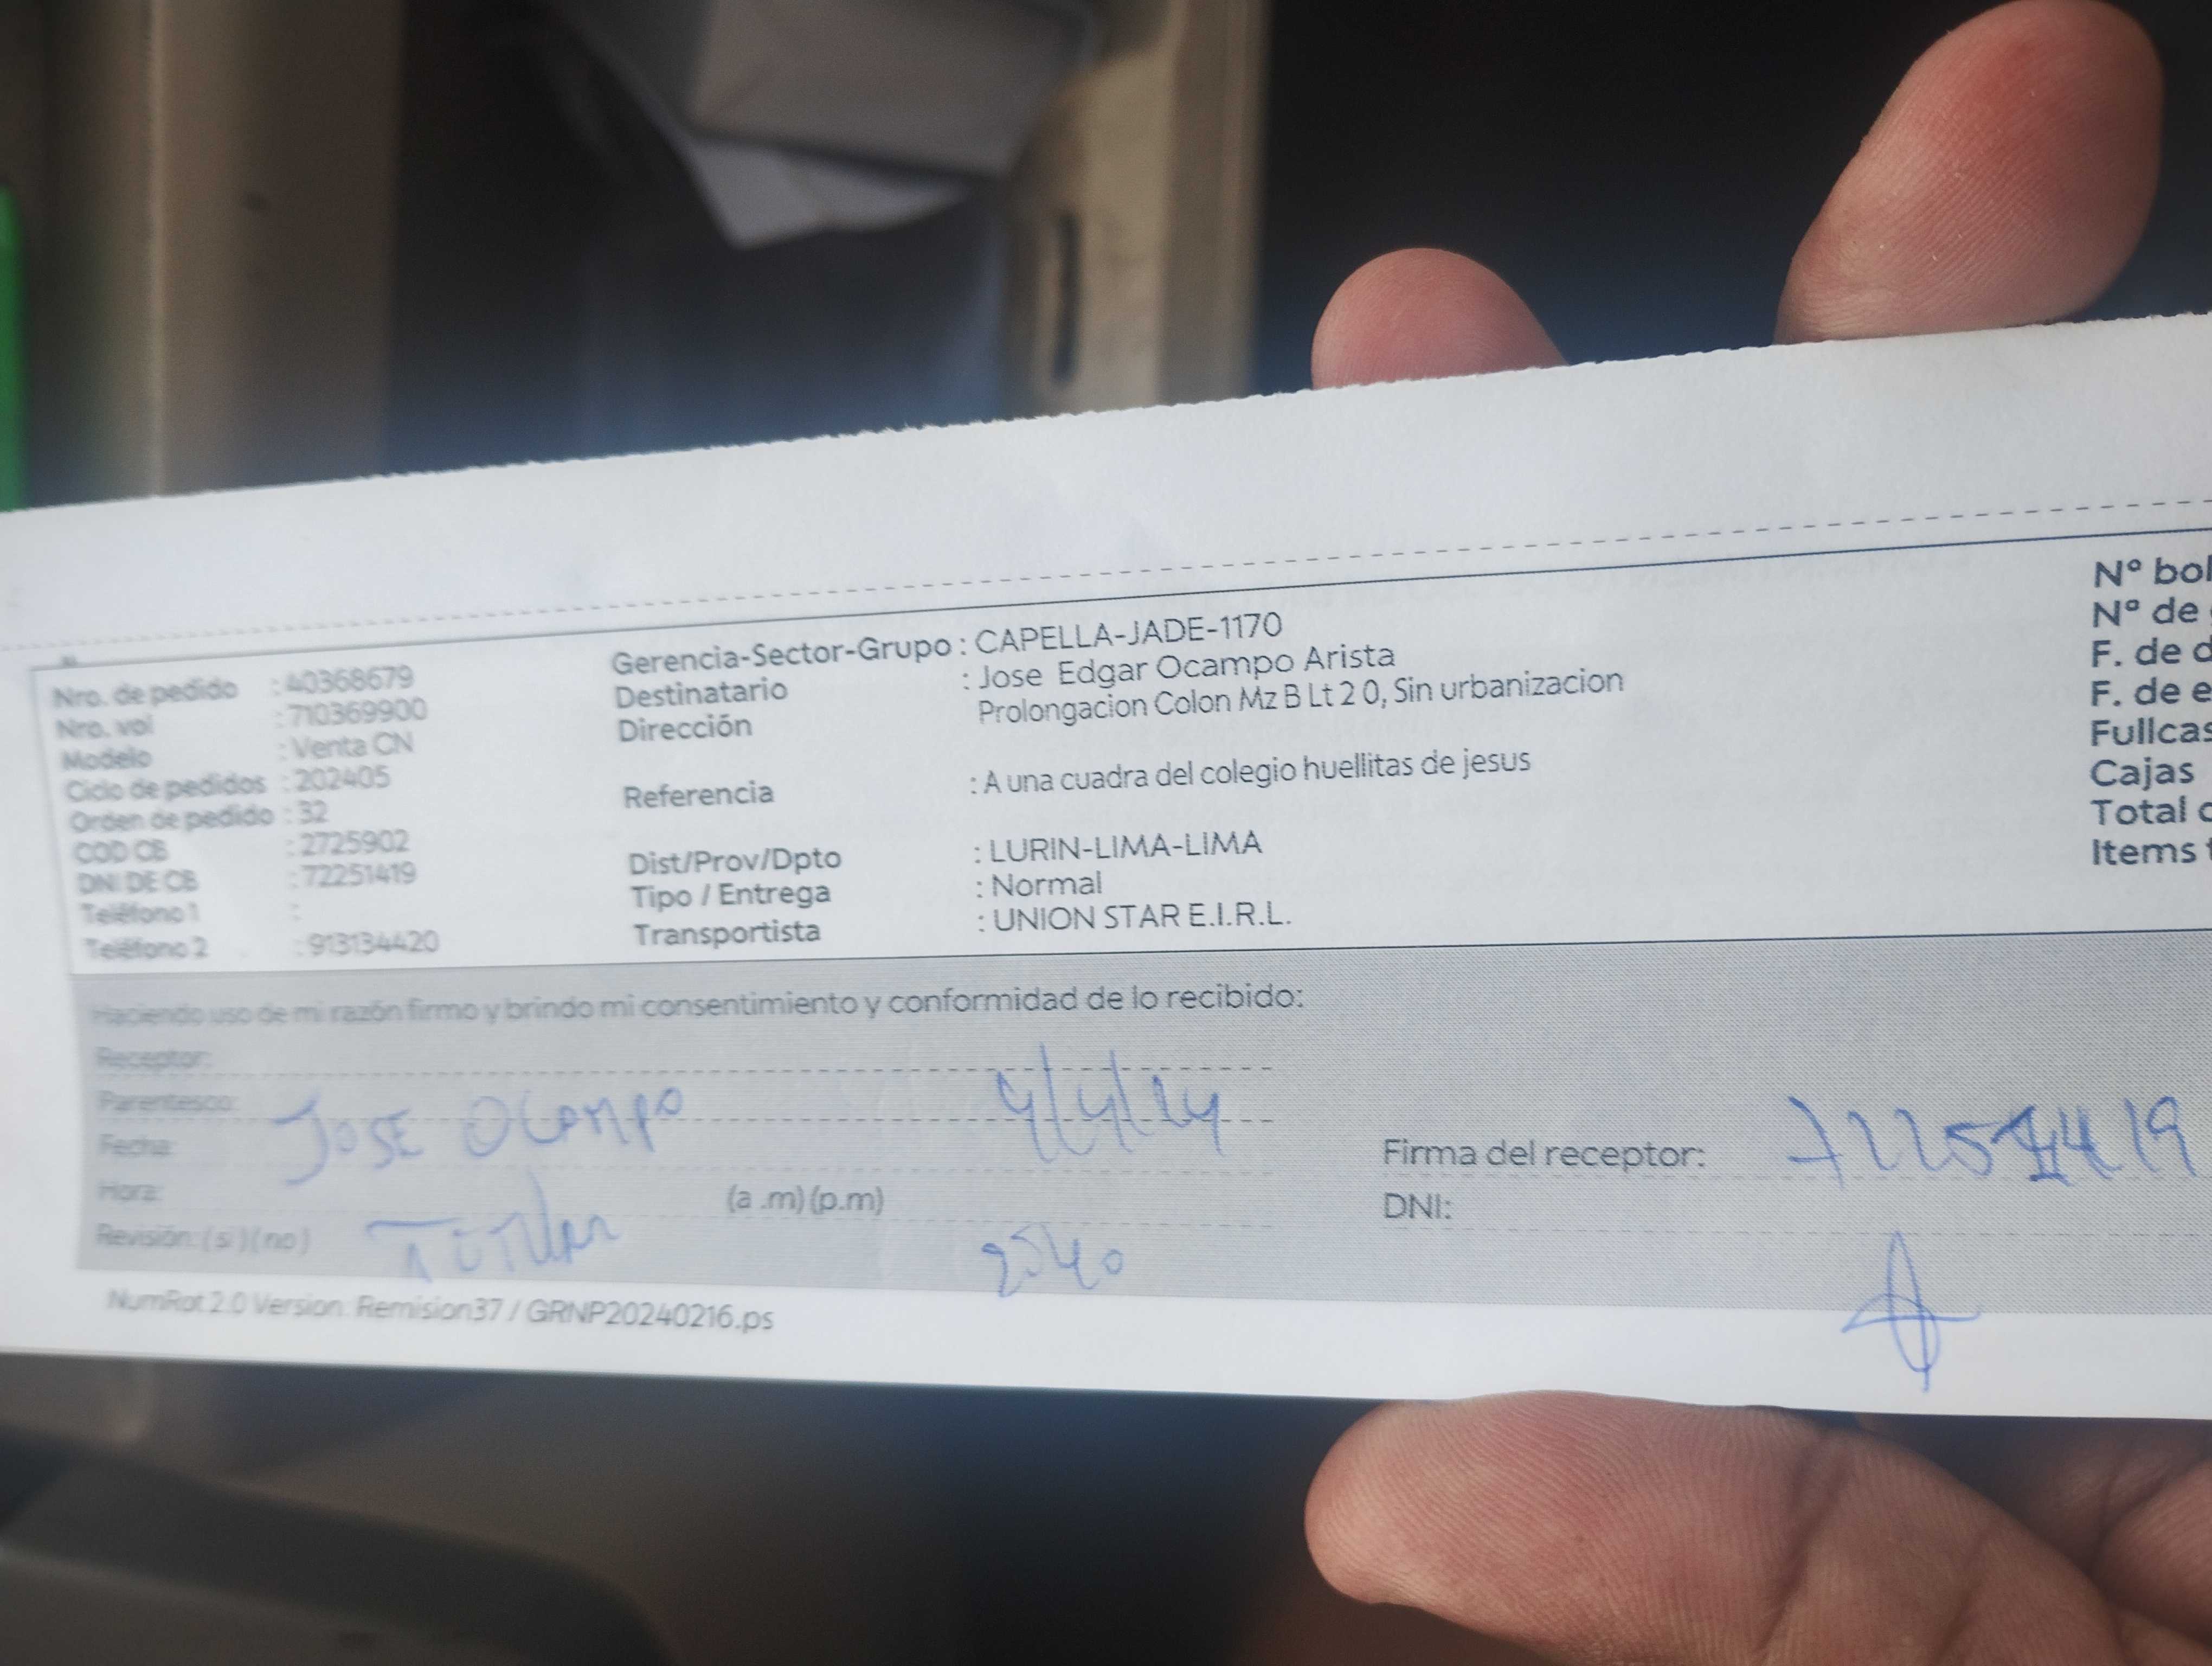 Nro. de pedido : 40368679
Nro. vol : 710369900
Modelo : Venta CN
Ciclo de pedidos : 202405
Orden de pedido : 32
COD CB : 2725902
DNI DE CB : 72251419
Teléfono 1 :
Teléfono 2 : 913134420
Gerencia-Sector-Grupo : CAPELLA-JADE-1170
Destinatario : Jose Edgar Ocampo Arista
Dirección Prolongacion Colon Mz B Lt 2 0, Sin urbanizacion
Referencia : A una cuadra del colegio huellitas de jesus
Dist/Prov/Dpto : LURIN-LIMA-LIMA
Tipo / Entrega : Normal
Transportista : UNION STAR E.I.R.L.
Nº bol
Nº de
F. de d
F. de e
Fullcas
Cajas
Total c
Items t
Haciendo uso de mi razón firmo y brindo mi consentimiento y conformidad de lo recibido:
Receptor:
Parentesco:
JOSE OCAMPO
Fecha:
Hora: (a .m) (p.m)
Revisión: (si) (no)
Firma del receptor:
DNI:
NumRot 2.0 Version: Remision37 / GRNP20240216.ps